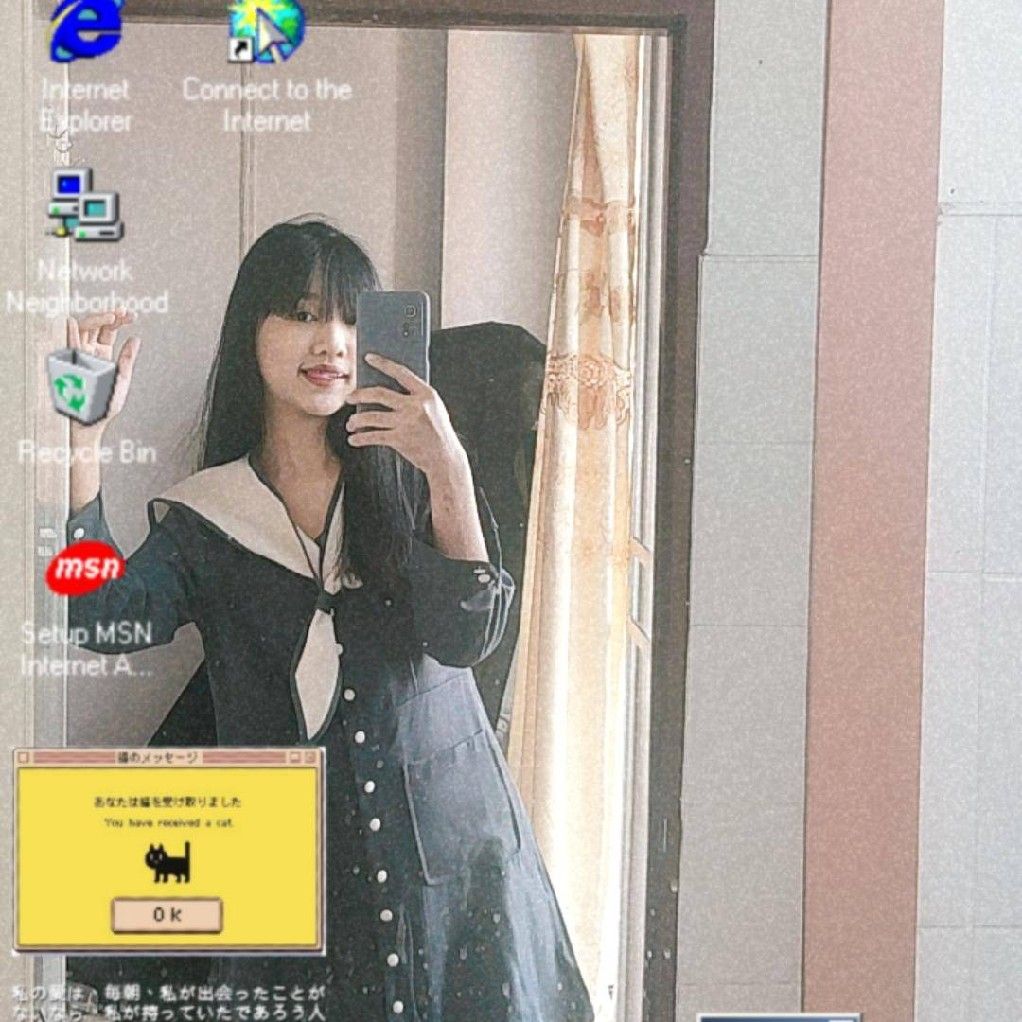 Internet
Explorer
Connect to the
Internet
Network
Neighborhood
Recycle Bin
msn
Setup MSN
Internet A...
猫のメッセージ
あなたは猫を受け取りました
You have received a cat.
Ok
私の愛は、毎朝、私が出会ったことが
ないなら、私が持っていたであろう人